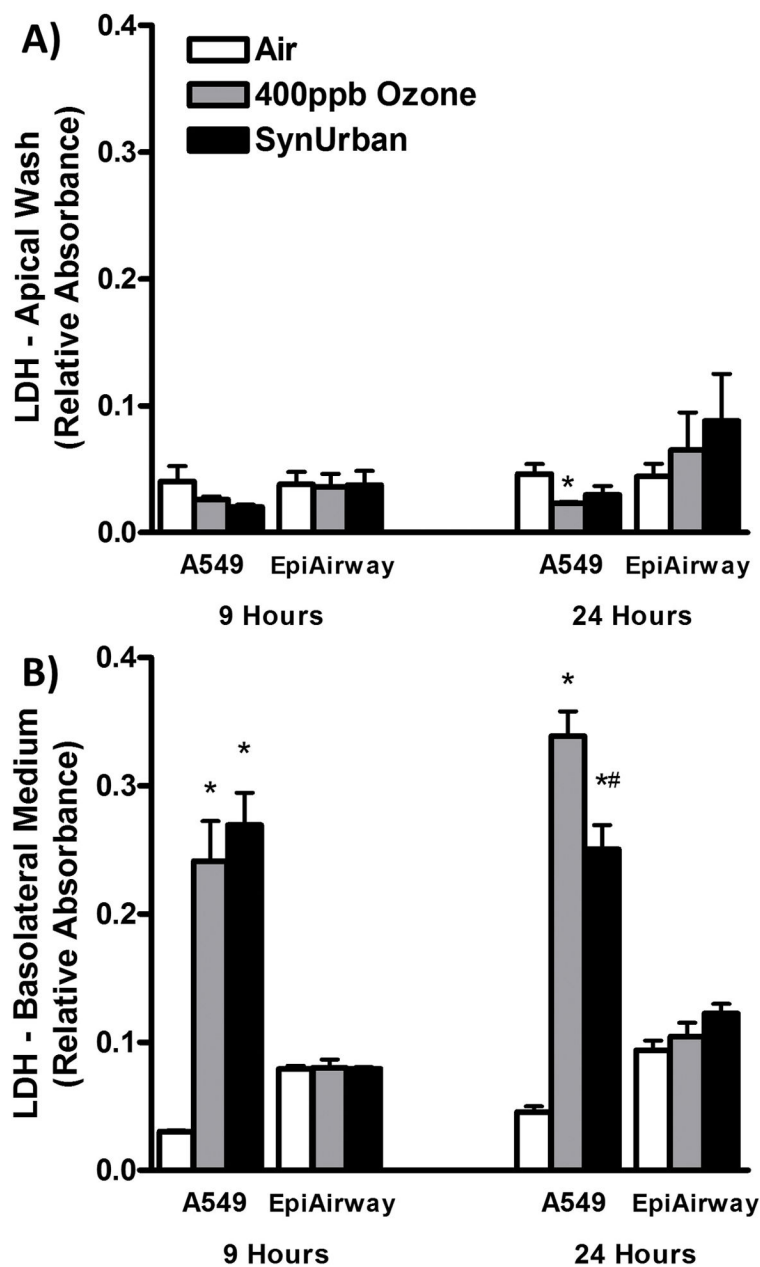 A)
LDH - Apical Wash
(Relative Absorbance)
0.4
0.3
0.2
0.1
0.0
Air
400ppb Ozone
SynUrban
*
A549 EpiAirway A549 EpiAirway
9 Hours 24 Hours
B)
LDH - Basolateral Medium
(Relative Absorbance)
0.4
0.3
0.2
0.1
0.0
* * * *#
A549 EpiAirway A549 EpiAirway
9 Hours 24 Hours